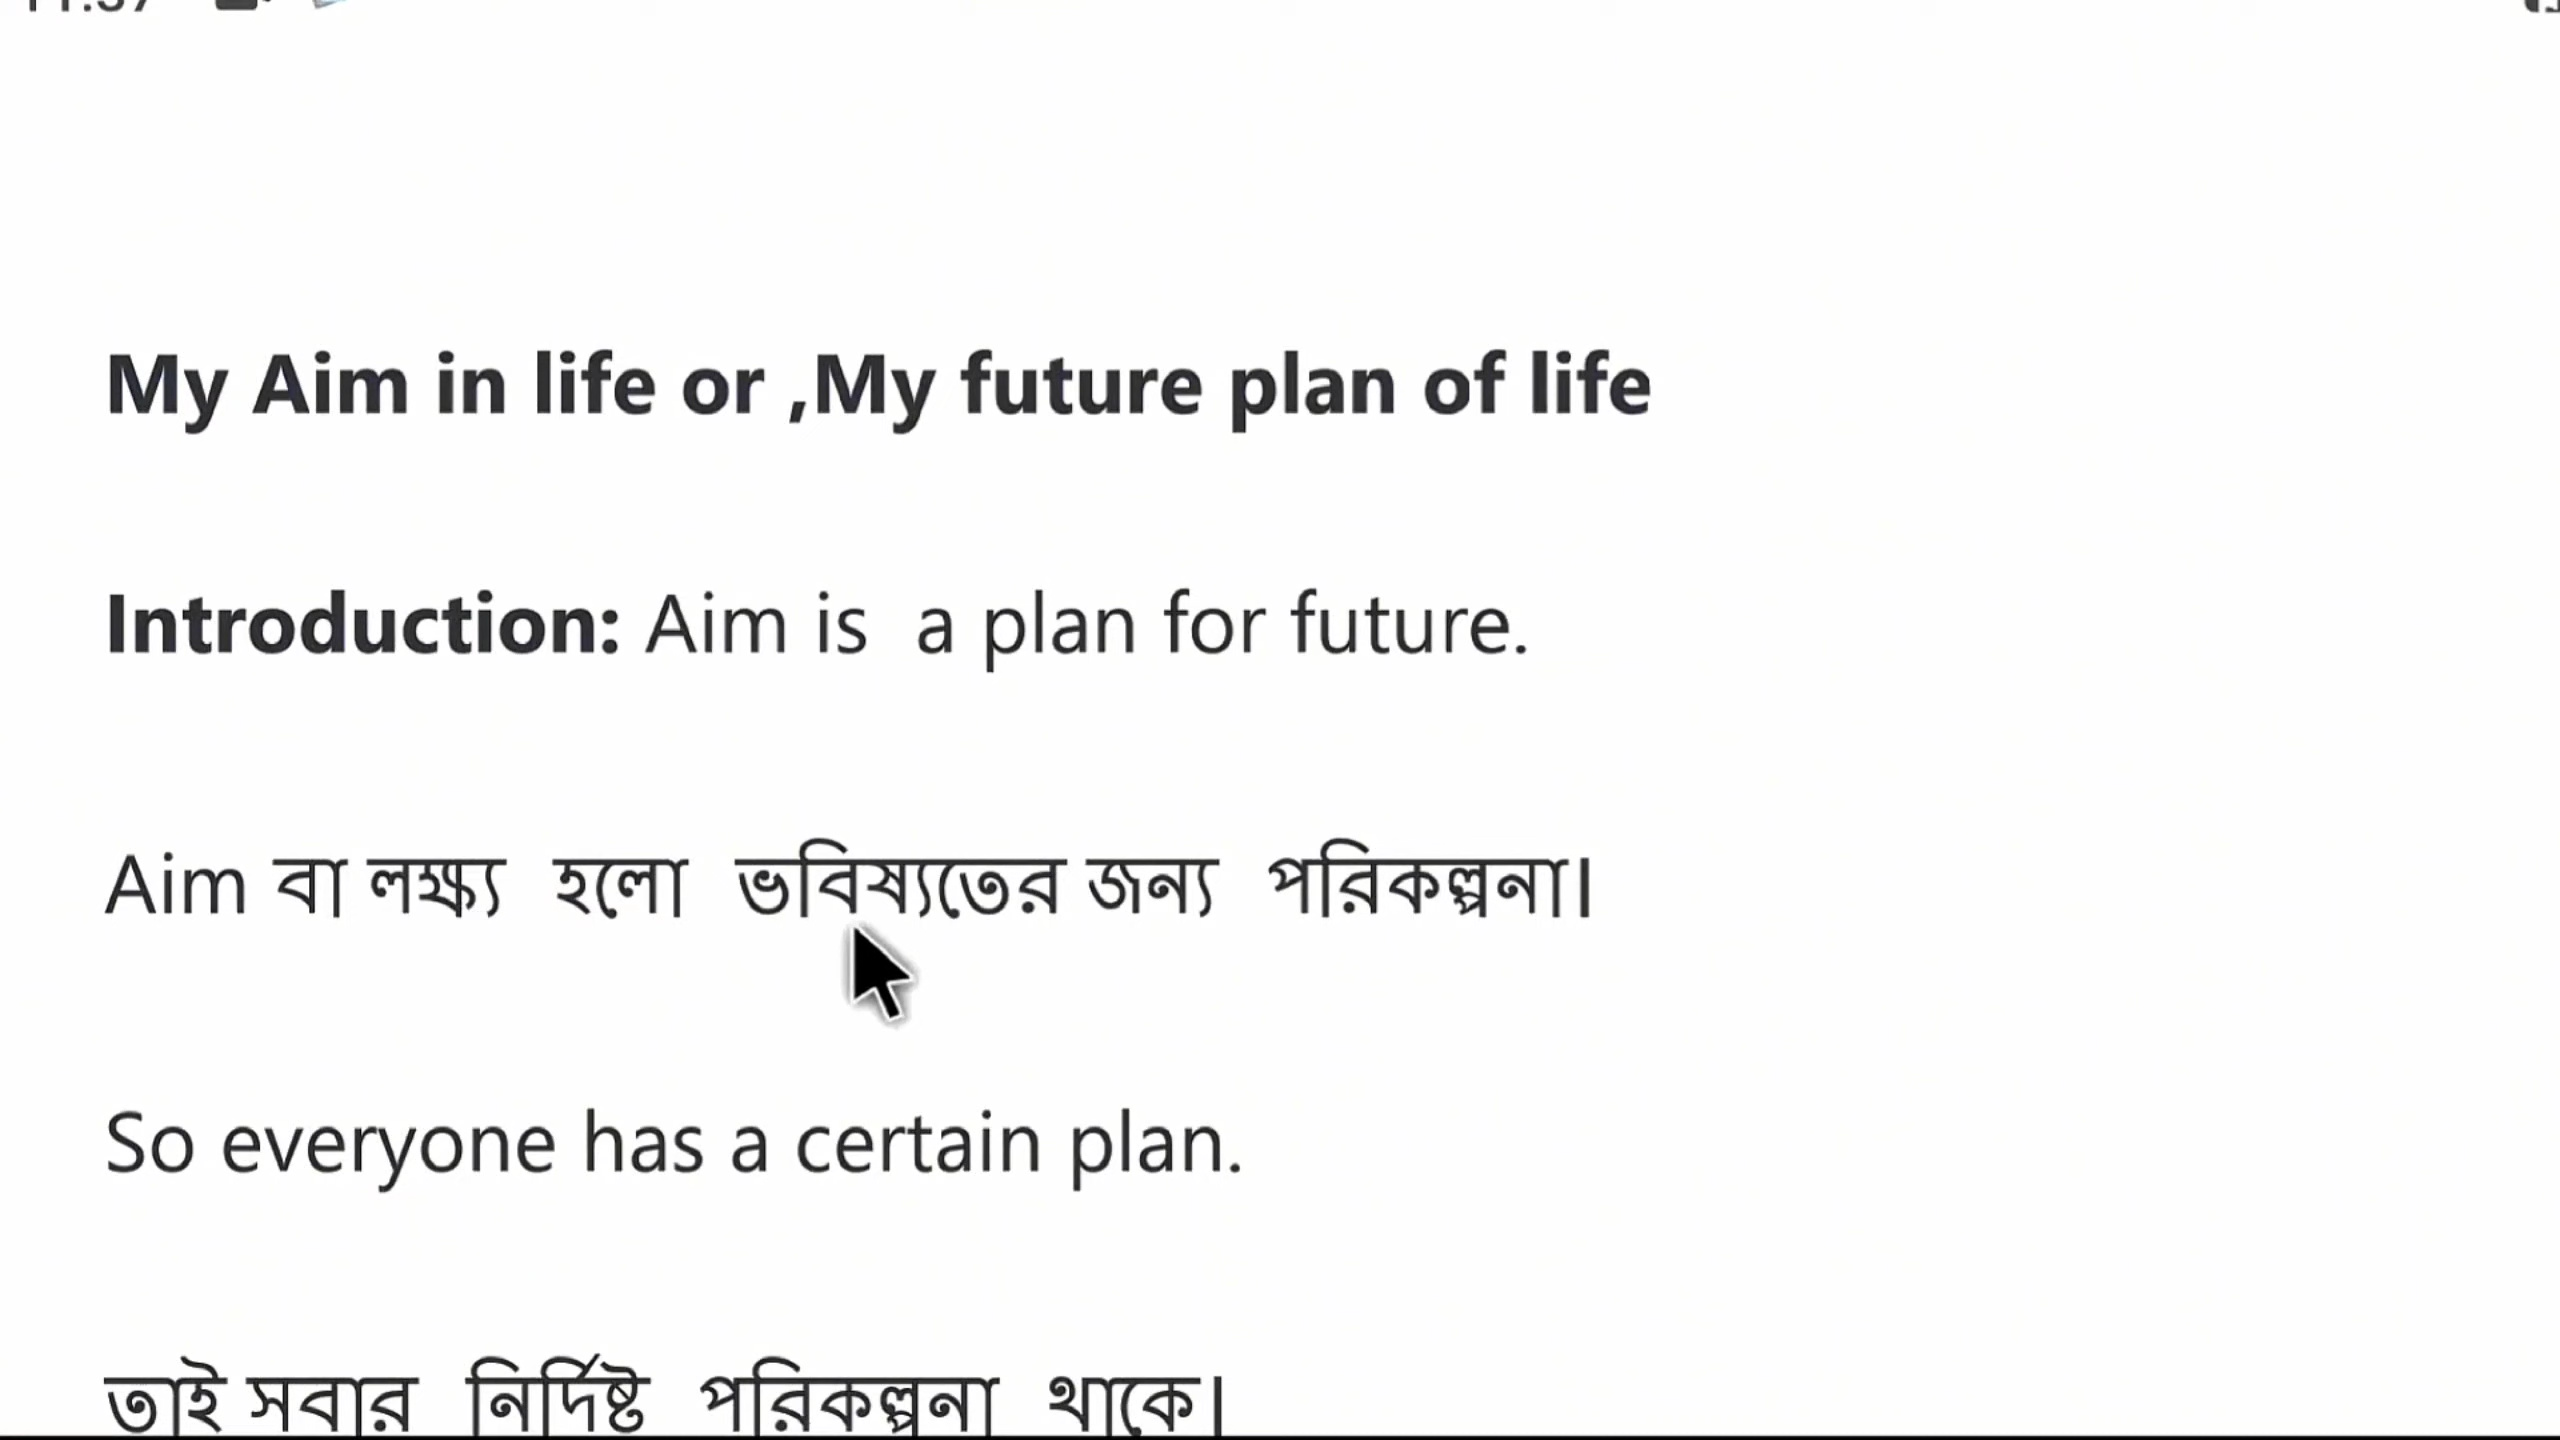 My Aim in life or ,My future plan of life
Introduction: Aim is  a plan for future.
Aim বা লক্ষ্য  হলো  ভবিষ্যতের জন্য  পরিকল্পনা।
So everyone has a certain plan.
তাই সবার  নির্দিষ্ট  পরিকল্পনা  থাকে।